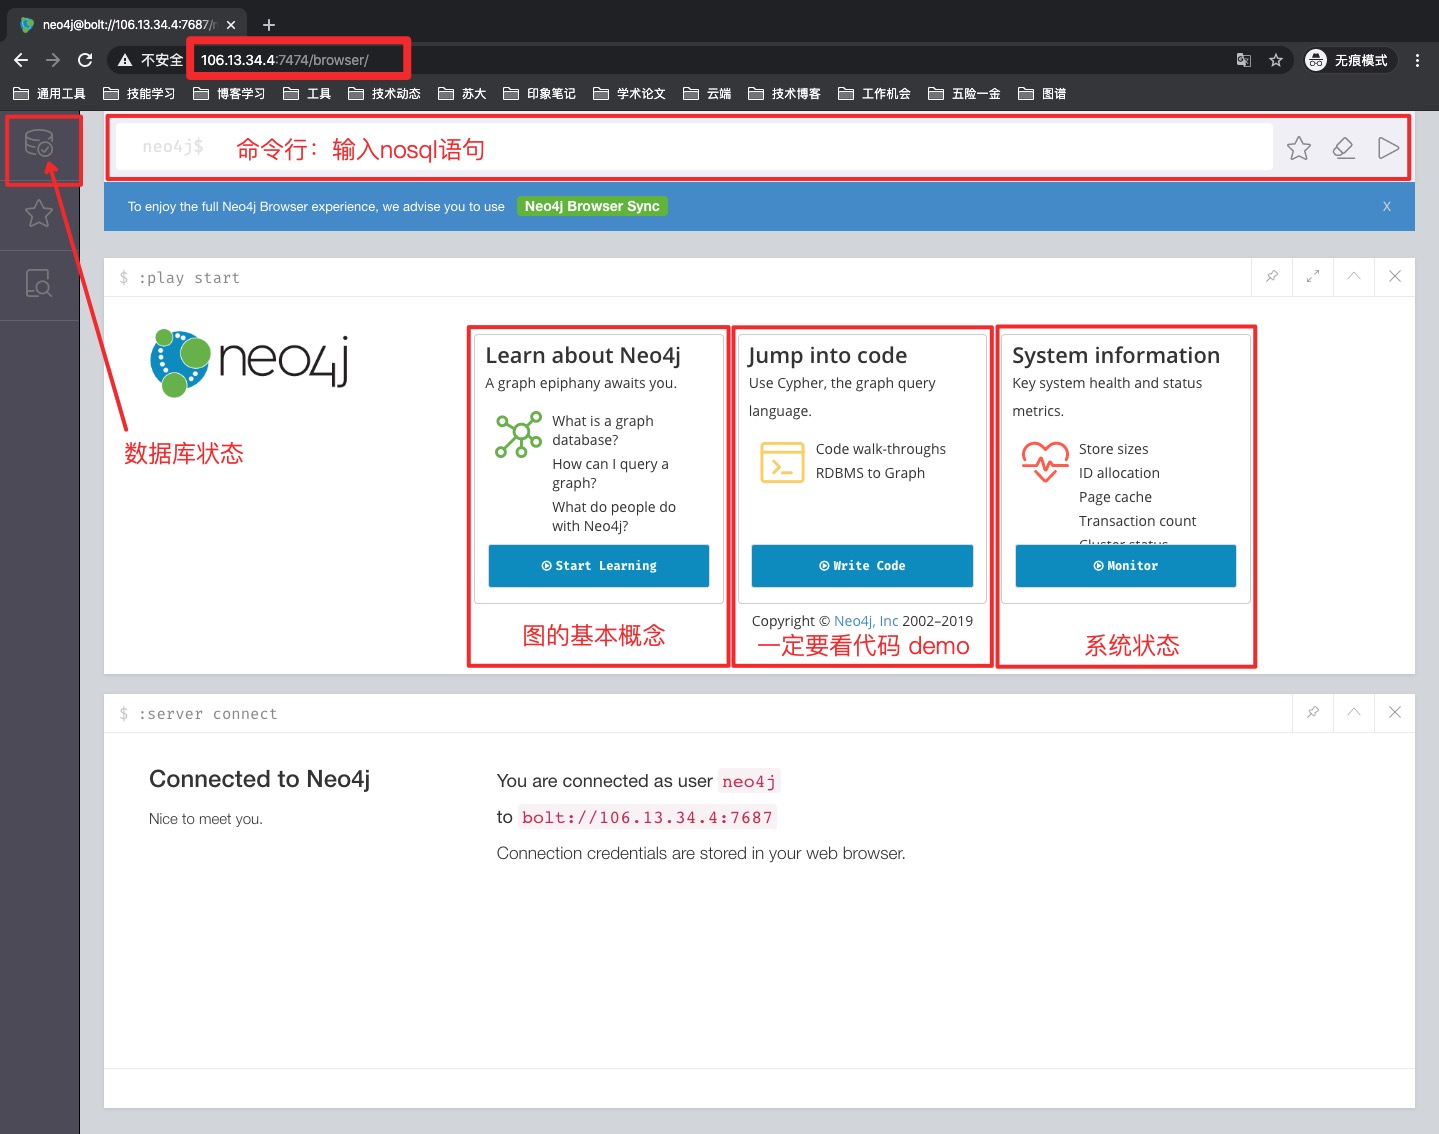 neo4j@bolt://106.13.34.4:7687/
不安全 106.13.34.4:7474/browser/
无痕模式
通用工具 技能学习 博客学习 工具 技术动态 苏大 印象笔记 学术论文 云端 技术博客 工作机会 五险一金 图谱
neo4j$ 命令行：输入nosql语句
To enjoy the full Neo4j Browser experience, we advise you to use Neo4j Browser Sync x
$ :play start
neo4j
数据库状态
Learn about Neo4j
A graph epiphany awaits you.
What is a graph
database?
How can I query a
graph?
What do people do
with Neo4j?
Start Learning
图的基本概念
Jump into code
Use Cypher, the graph query
language.
Code walk-throughs
RDBMS to Graph
Write Code
Copyright © Neo4j, Inc 2002–2019
一定要看代码 demo
System information
Key system health and status
metrics.
Store sizes
ID allocation
Page cache
Transaction count
Cluster status
Monitor
系统状态
$ :server connect
Connected to Neo4j
Nice to meet you.
You are connected as user neo4j
to bolt://106.13.34.4:7687
Connection credentials are stored in your web browser.